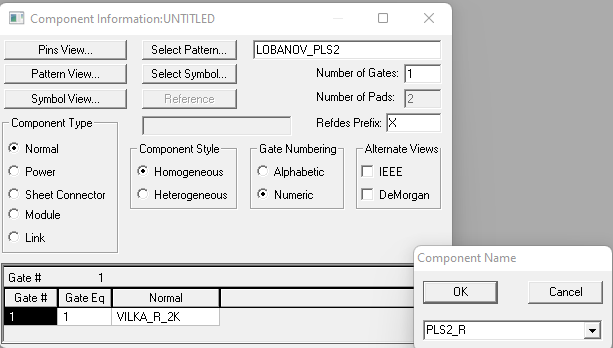 Component Information:UNTITLED
Pins View...
Select Pattern...
LOBANOV_PLS2
Pattern View...
Select Symbol...
Number of Gates: 1
Symbol View...
Reference
Number of Pads: 2
Refdes Prefix: X
Component Type
Normal
Power
Sheet Connector
Module
Link
Component Style
Homogeneous
Heterogeneous
Gate Numbering
Alphabetic
Numeric
Alternate Views
IEEE
DeMorgan
Gate # 1
Gate # Gate Eq Normal
1 1 VILKA_R_2K
Component Name
OK Cancel
PLS2_R